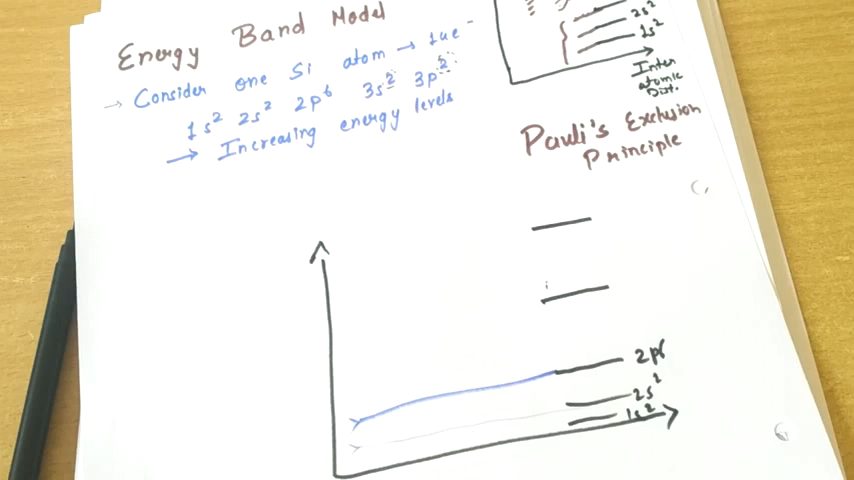 Energy Band Model
→ Consider one Si atom → 14e⁻
1s² 2s² 2p⁶ 3s² 3p²
→ Increasing energy levels
2s²
1s²
Inter
atomic
Dist.
Pauli's Exclusion
Principle
2p⁶
2s²
1s²